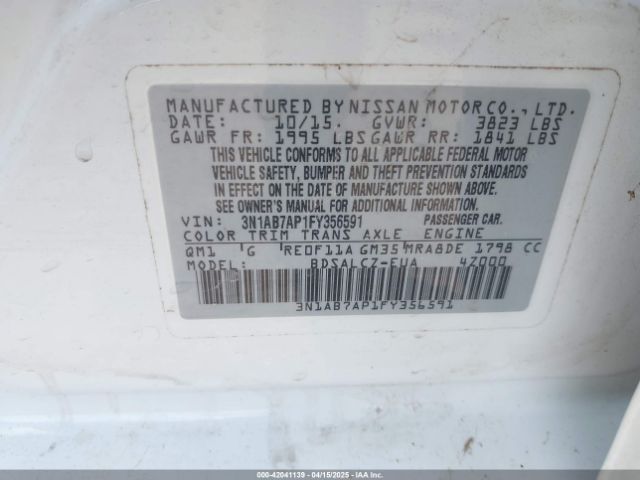 MANUFACTURED BY NISSAN MOTOR CO., LTD.
DATE: 10/15. GVWR: 3823 LBS
GAWR FR: 1995 LBS GAWR RR: 1841 LBS
THIS VEHICLE CONFORMS TO ALL APPLICABLE FEDERAL MOTOR
VEHICLE SAFETY, BUMPER AND THEFT PREVENTION STANDARDS
IN EFFECT ON THE DATE OF MANUFACTURE SHOWN ABOVE.
SEE OWNER'S MANUAL FOR ADDITIONAL INFORMATION
VIN: 3N1AB7AP1FY356591 PASSENGER CAR.
COLOR TRIM TRANS AXLE ENGINE
QM1 G RE0F11A GM35 MRA8DE 1798 CC
MODEL: BDSALCZ-EUA 4Z000
3N1AB7AP1FY356591
000-42041139 - 04/15/2025 - IAAI.COM